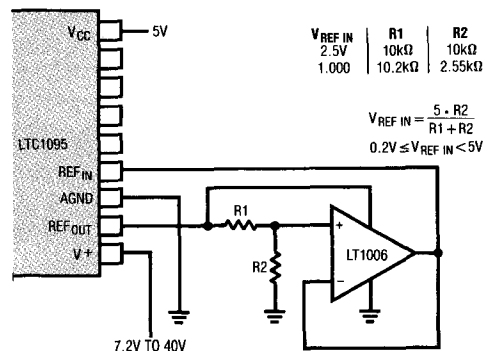 VCC
5V
LTC1095
REFIN
AGND
REFOUT
V+
7.2V TO 40V
R1
R2
+
−
LT1006
VREF IN R1 R2
2.5V 10kΩ 10kΩ
1.000 10.2kΩ 2.55kΩ
VREF IN = 5 • R2 / R1 + R2
0.2V ≤ VREF IN < 5V